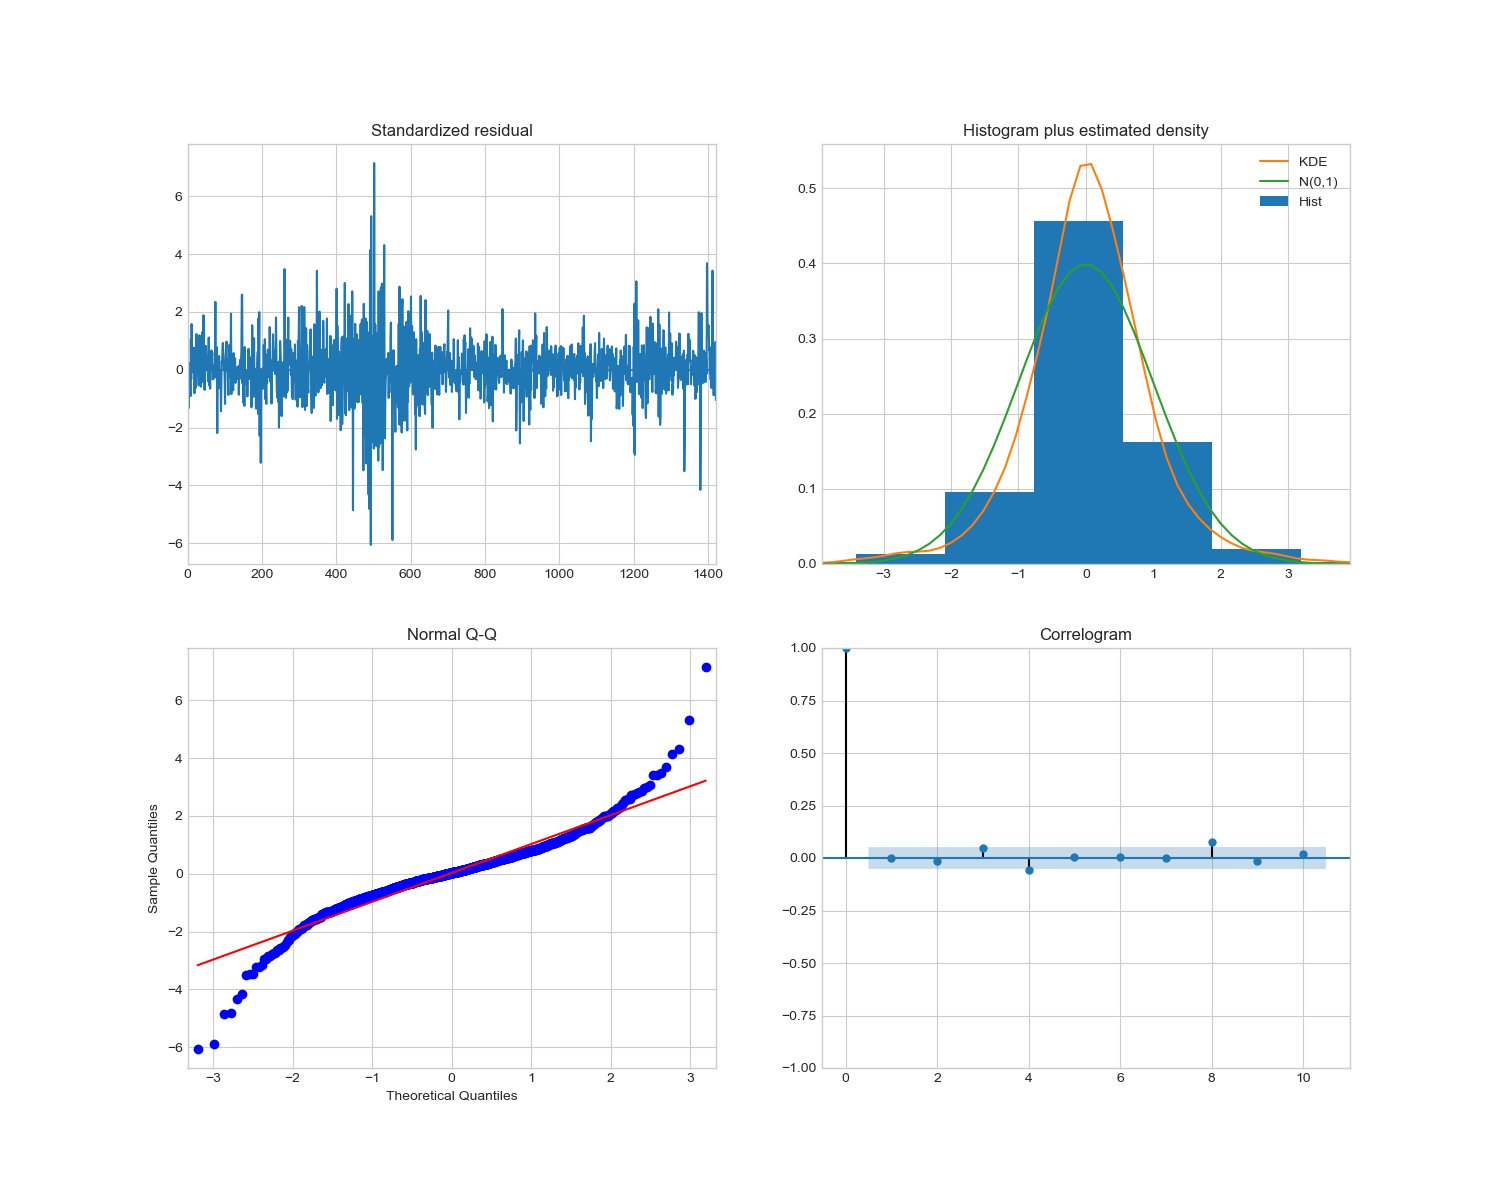 Standardized residual
6
4
2
0
−2
−4
−6
0 200 400 600 800 1000 1200 1400
Histogram plus estimated density
KDE
N(0,1)
Hist
0.5
0.4
0.3
0.2
0.1
0.0
−3 −2 −1 0 1 2 3
Normal Q-Q
Sample Quantiles
6
4
2
0
−2
−4
−6
−3 −2 −1 0 1 2 3
Theoretical Quantiles
Correlogram
1.00
0.75
0.50
0.25
0.00
−0.25
−0.50
−0.75
−1.00
0 2 4 6 8 10